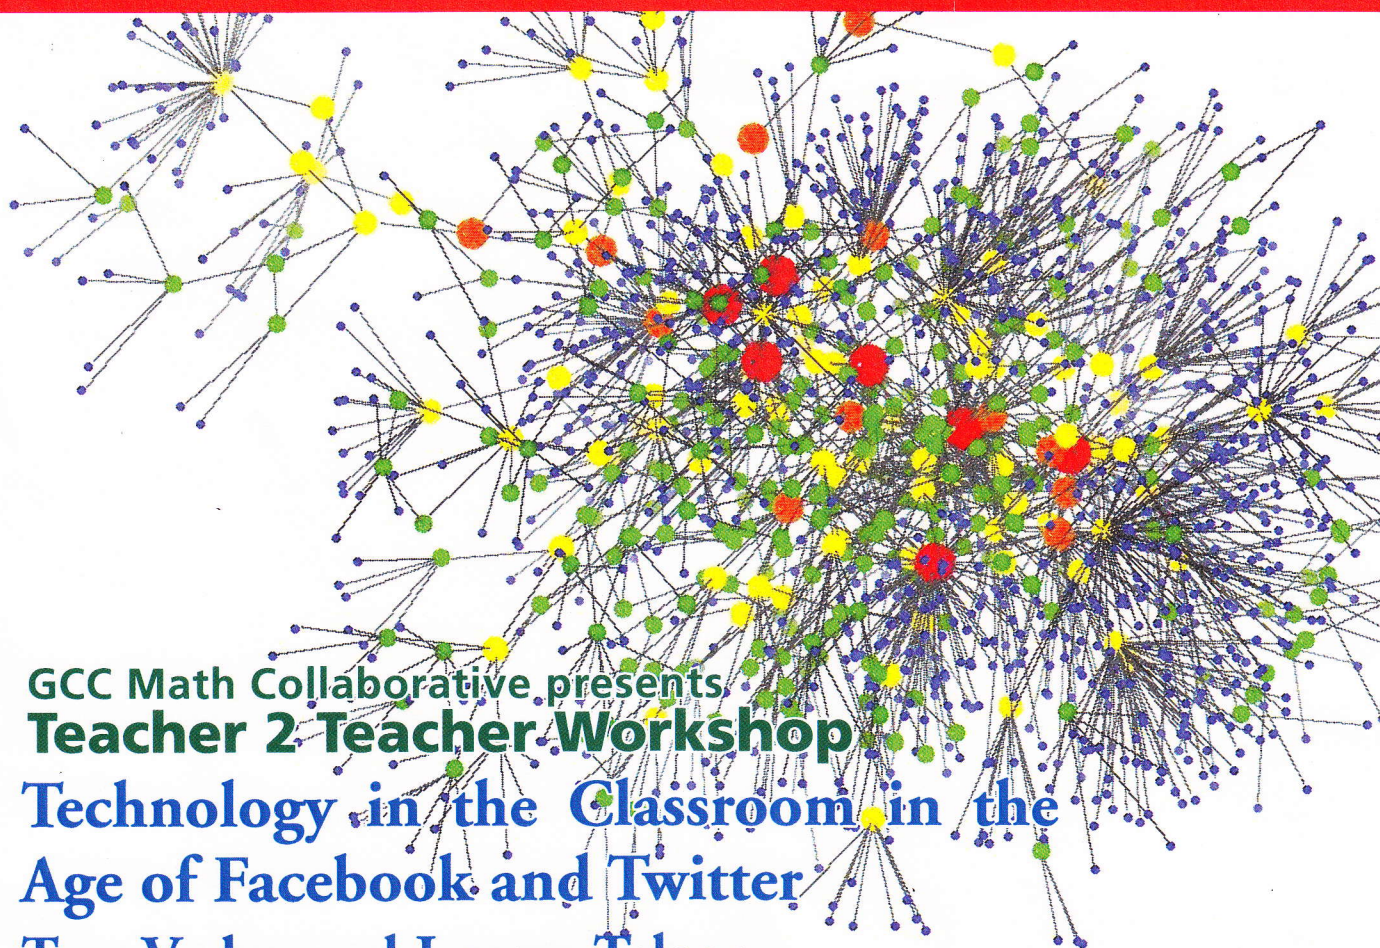 GCC Math Collaborative presents
Teacher 2 Teacher Workshop
Technology in the Classroom in the
Age of Facebook and Twitter
and